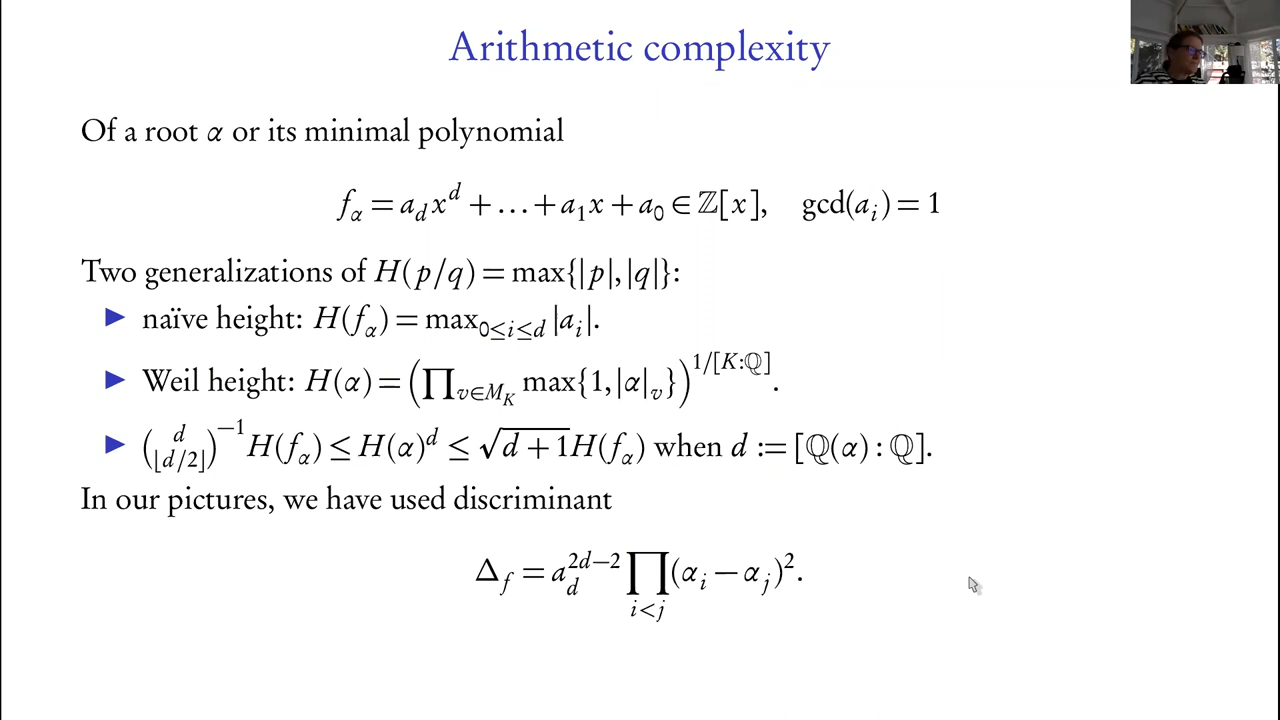 Arithmetic complexity
Of a root α or its minimal polynomial
f_α = a_d x^d + … + a_1 x + a_0 ∈ ℤ[x], gcd(a_i) = 1
Two generalizations of H(p/q) = max{|p|,|q|}:
▶ naïve height: H(f_α) = max_{0≤i≤d} |a_i|.
▶ Weil height: H(α) = (∏_{v∈M_K} max{1,|α|_v})^{1/[K:ℚ]}.
▶ \binom{d}{⌊d/2⌋}^{−1} H(f_α) ≤ H(α)^d ≤ √(d+1) H(f_α) when d := [ℚ(α) : ℚ].
In our pictures, we have used discriminant
Δ_f = a_d^{2d−2} ∏_{i<j} (α_i − α_j)^2.